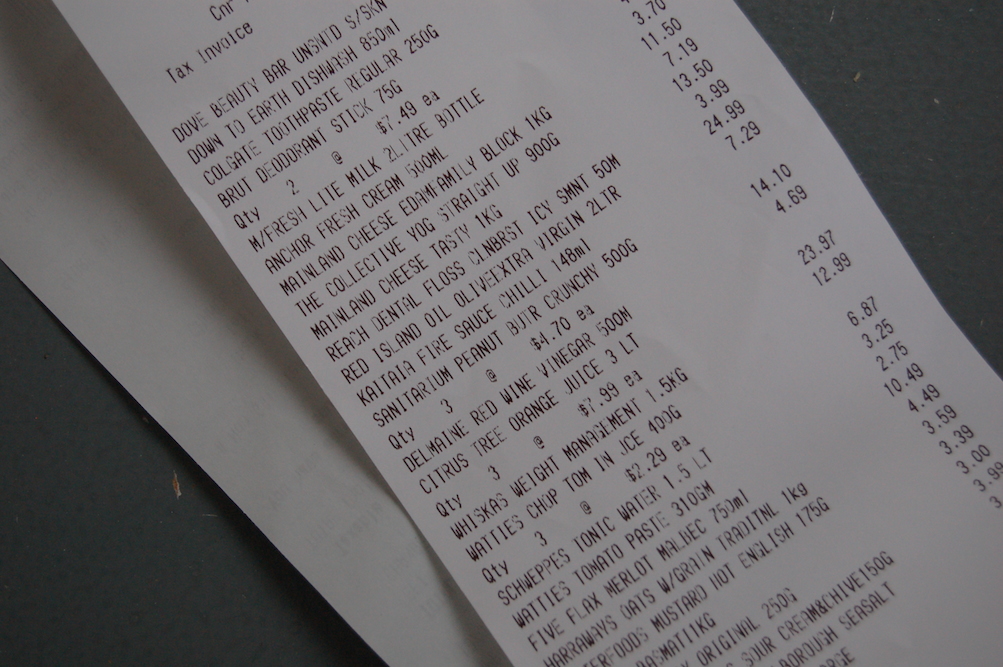 Cnr
Tax Invoice
DOVE BEAUTY BAR UNSNTD S/SKN
DOWN TO EARTH DISHWASH 850ml
COLGATE TOOTHPASTE REGULAR 250G
BRUT DEODORANT STICK 75G
Qty 2 @ $7.49 ea
M/FRESH LITE MILK 2LITRE BOTTLE
ANCHOR FRESH CREAM 500ML 3.70
MAINLAND CHEESE EDAMFAMILY BLOCK 1KG 11.50
THE COLLECTIVE YOG STRAIGHT UP 900G 7.19
MAINLAND CHEESE TASTY 1KG 13.50
REACH DENTAL FLOSS CINBRST ICY SMNT 50M 3.99
RED ISLAND OIL OLIVEEXTRA VIRGIN 2LTR 24.99
KAITAIA FIRE SAUCE CHILLI 148ml 7.29
SANITARIUM PEANUT BUTR CRUNCHY 500G
Qty 3 @ $4.70 ea 14.10
DELMAINE RED WINE VINEGAR 500M 4.69
CITRUS TREE ORANGE JUICE 3 LT
Qty 3 @ $7.99 ea 23.97
WHISKAS WEIGHT MANAGEMENT 1.5KG 12.99
WATTIES CHOP TOM IN JCE 400G
Qty 3 @ $2.29 ea 6.87
SCHWEPPES TONIC WATER 1.5 LT 3.25
WATTIES TOMATO PASTE 310GM 2.75
FIVE FLAX MERLOT MALBEC 750ml 10.49
HARRAWAYS OATS W/GRAIN TRADITNL 1kg 4.49
MUSTARD HOT ENGLISH 175G 3.59
3.39
ORIGINAL 250G 3.00
SOUR CREAM&CHIVE150G 3.99
SEASALT